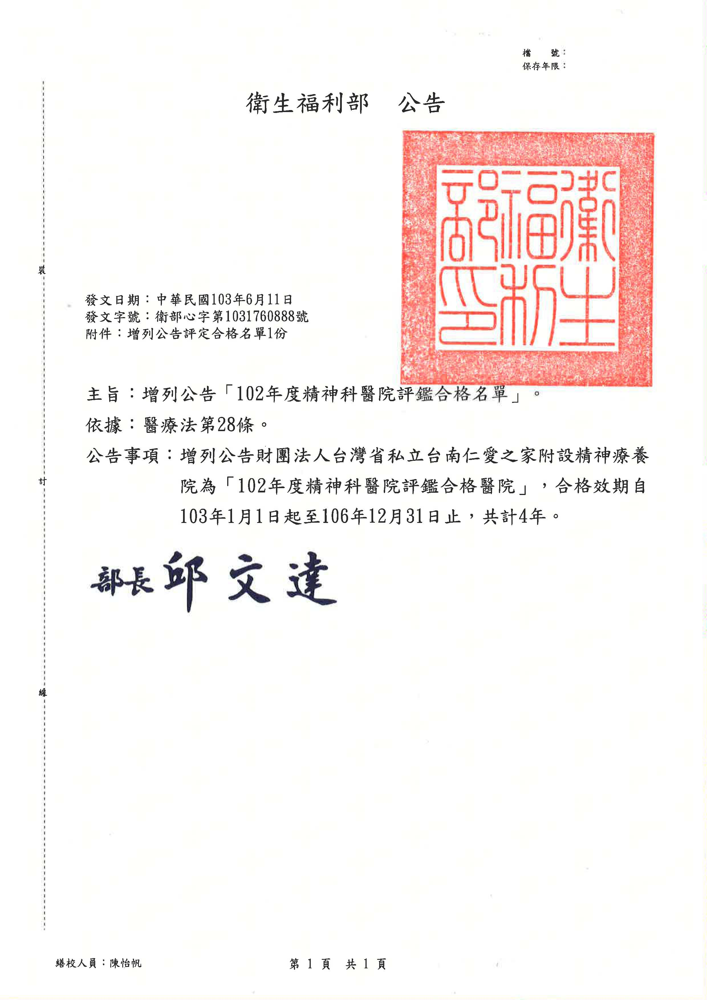 檔　　號：
保存年限：
衛生福利部　公告
衛生福利部印
發文日期：中華民國103年6月11日
發文字號：衛部心字第1031760888號
附件：增列公告評定合格名單1份
主旨：增列公告「102年度精神科醫院評鑑合格名單」。
依據：醫療法第28條。
公告事項：增列公告財團法人台灣省私立台南仁愛之家附設精神療養
院為「102年度精神科醫院評鑑合格醫院」，合格效期自
103年1月1日起至106年12月31日止，共計4年。
部長邱文達
裝
訂
線
繕校人員：陳怡帆
第 1 頁　共 1 頁